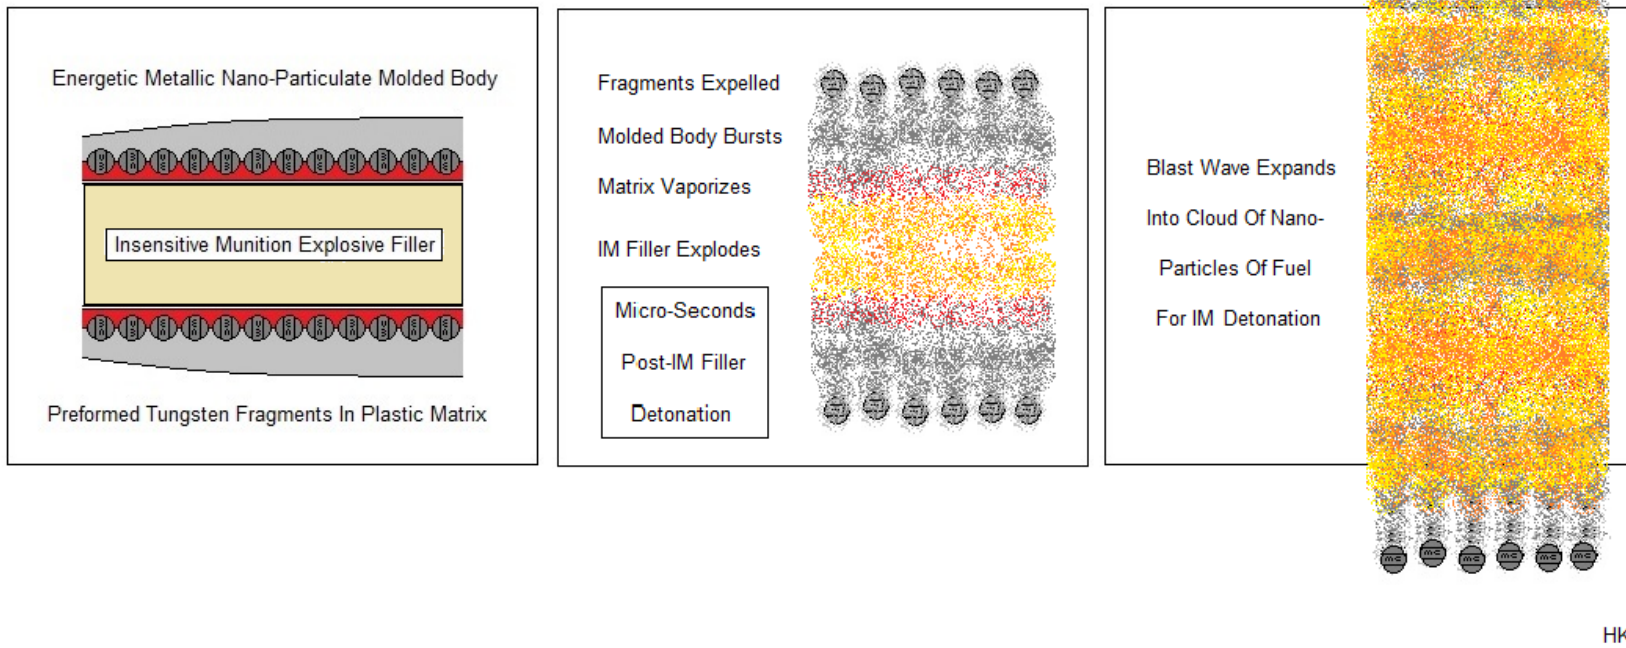 Energetic Metallic Nano-Particulate Molded Body
Insensitive Munition Explosive Filler
Preformed Tungsten Fragments In Plastic Matrix
Fragments Expelled
Molded Body Bursts
Matrix Vaporizes
IM Filler Explodes
Micro-Seconds
Post-IM Filler
Detonation
Blast Wave Expands
Into Cloud Of Nano-
Particles Of Fuel
For IM Detonation
HK